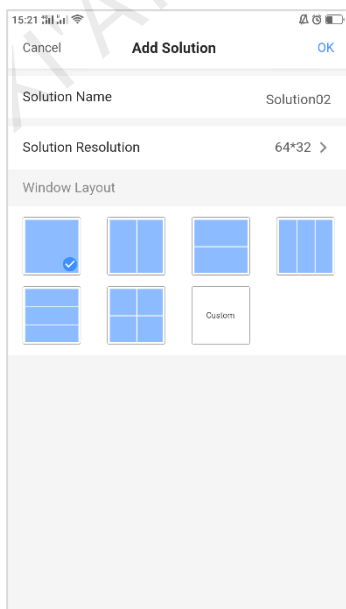 15:21
Cancel Add Solution OK
Solution Name Solution02
Solution Resolution 64*32 >
Window Layout
Custom